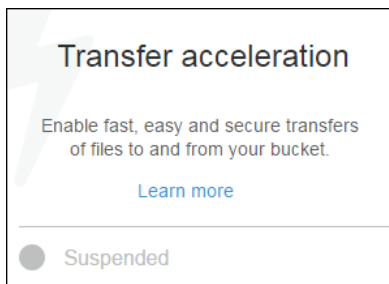 Transfer acceleration
Enable fast, easy and secure transfers
of files to and from your bucket.
Learn more
Suspended